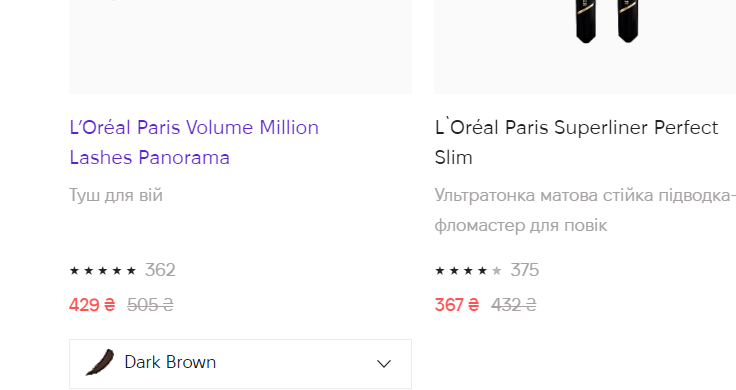 L’Oréal Paris Volume Million
Lashes Panorama
Туш для вій
362
429 ₴ 505 ₴
Dark Brown
L`Oréal Paris Superliner Perfect
Slim
Ультратонка матова стійка підводка-
фломастер для повік
375
367 ₴ 432 ₴